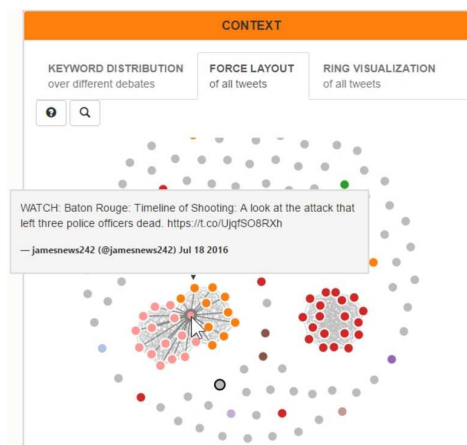 CONTEXT
KEYWORD DISTRIBUTION
over different debates
FORCE LAYOUT
of all tweets
RING VISUALIZATION
of all tweets
WATCH: Baton Rouge: Timeline of Shooting: A look at the attack that
left three police officers dead. https://t.co/UjqfSO8RXh
— jamesnews242 (@jamesnews242) Jul 18 2016